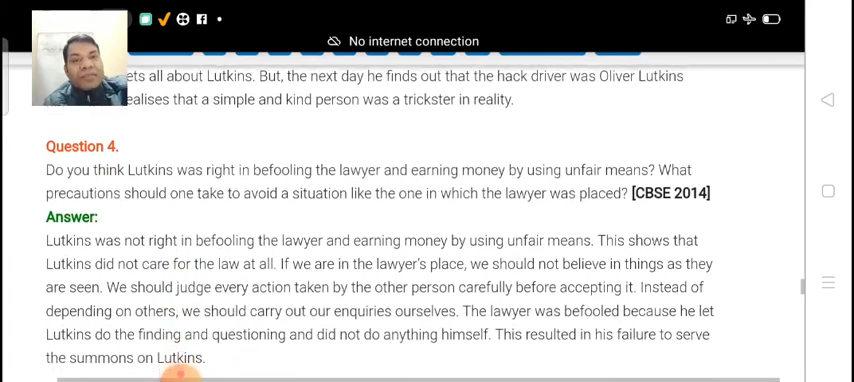 No internet connection
ets all about Lutkins. But, the next day he finds out that the hack driver was Oliver Lutkins
ealises that a simple and kind person was a trickster in reality.
Question 4.
Do you think Lutkins was right in befooling the lawyer and earning money by using unfair means? What
precautions should one take to avoid a situation like the one in which the lawyer was placed? [CBSE 2014]
Answer:
Lutkins was not right in befooling the lawyer and earning money by using unfair means. This shows that
Lutkins did not care for the law at all. If we are in the lawyer's place, we should not believe in things as they
are seen. We should judge every action taken by the other person carefully before accepting it. Instead of
depending on others, we should carry out our enquiries ourselves. The lawyer was befooled because he let
Lutkins do the finding and questioning and did not do anything himself. This resulted in his failure to serve
the summons on Lutkins.